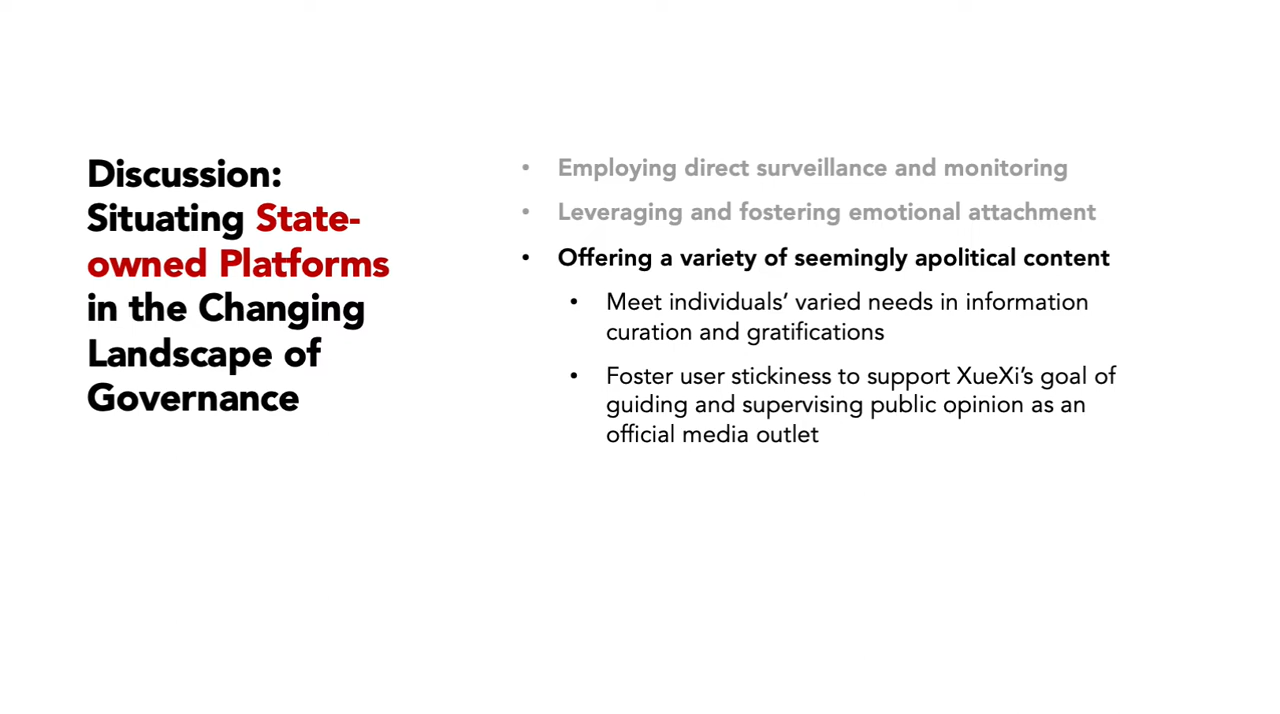 Discussion:
Situating State-
owned Platforms
in the Changing
Landscape of
Governance
• Employing direct surveillance and monitoring
• Leveraging and fostering emotional attachment
• Offering a variety of seemingly apolitical content
• Meet individuals’ varied needs in information
curation and gratifications
• Foster user stickiness to support XueXi’s goal of
guiding and supervising public opinion as an
official media outlet